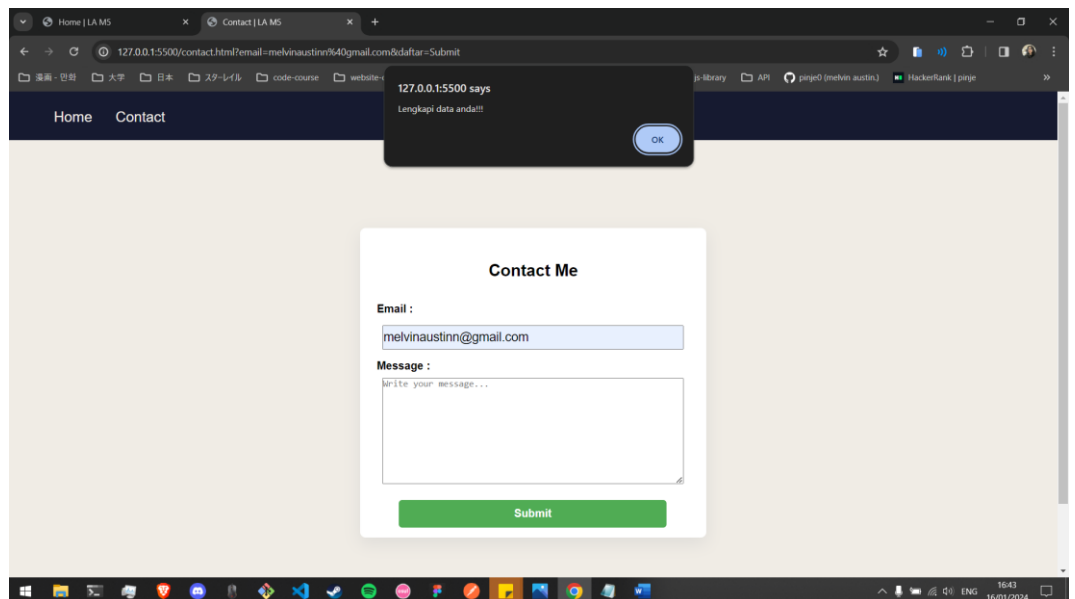 Home | LA M5
Contact | LA M5
127.0.0.1:5500/contact.html?email=melvinaustinn%40gmail.com&daftar=Submit
漫画 - 만화 大学 日本 スターレイル code-course js-library API pinje0 (melvin austin.) HackerRank | pinje
127.0.0.1:5500 says
Lengkapi data anda!!!
OK
Home Contact
Contact Me
Email :
melvinaustinn@gmail.com
Message :
Write your message...
Submit
ENG
16:43
16/01/2024